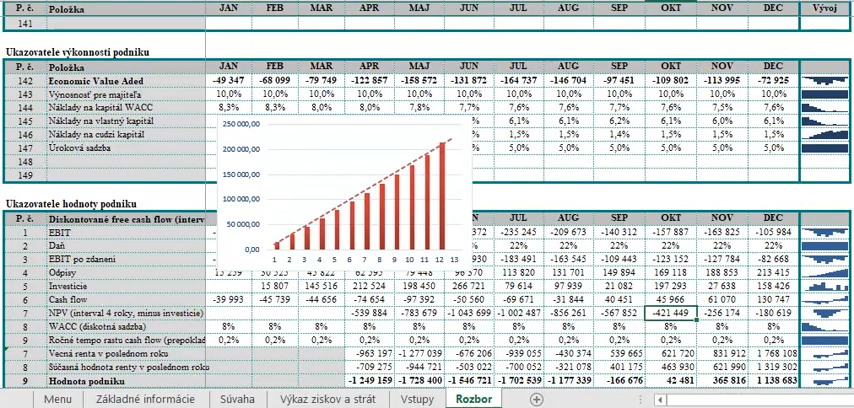 P. č. Položka JAN FEB MAR APR MAJ JUN JUL AUG SEP OKT NOV DEC Vývoj
141
Ukazovatele výkonnosti podniku
P. č. Položka JAN FEB MAR APR MAJ JUN JUL AUG SEP OKT NOV DEC
142 Economic Value Aded -49 347 -68 099 -79 749 -122 857 -158 572 -131 872 -164 737 -146 704 -97 451 -109 802 -113 995 -72 925
143 Výnosnosť pre majiteľa 10,0% 10,0% 10,0% 10,0% 10,0% 10,0% 10,0% 10,0% 10,0% 10,0% 10,0% 10,0%
144 Náklady na kapitál WACC 8,3% 8,3% 8,0% 8,0% 7,8% 7,7% 7,6% 7,6% 7,7% 7,6% 7,5% 7,6%
145 Náklady na vlastný kapitál % 6,1% 6,1% 6,2% 6,1% 6,0% 6,1%
146 Náklady na cudzí kapitál % 1,5% 1,5% 1,4% 1,5% 1,5% 1,5%
147 Úroková sadzba % 5,0% 5,0% 5,0% 5,0% 5,0% 5,0%
148
149
250 000,00
200 000,00
150 000,00
100 000,00
50 000,00
0,00
1 2 3 4 5 6 7 8 9 10 11 12 13
Ukazovatele hodnoty podniku
P. č. Diskontované free cash flow (interv UN JUL AUG SEP OKT NOV DEC
1 EBIT - 372 -235 245 -209 673 -140 312 -157 887 -163 825 -105 984
2 Daň % 22% 22% 22% 22% 22% 22%
3 EBIT po zdanení - 930 -183 491 -163 545 -109 443 -123 152 -127 784 -82 668
4 Odpisy 15 259 30 525 45 822 62 595 79 448 96 370 113 820 131 701 149 894 169 118 188 853 213 415
5 Investície 15 807 145 516 212 524 198 450 266 721 79 614 97 939 21 082 197 293 27 638 158 426
6 Cash flow -39 993 -45 739 -44 656 -74 654 -97 392 -50 560 -69 671 -31 844 40 451 45 966 61 070 130 747
7 NPV (interval 4 roky, mínus investície) -539 884 -783 679 -1 043 699 -1 002 487 -856 261 -567 852 -421 449 -256 174 -180 619
8 WACC (diskotná sadzba) 8% 8% 8% 8% 8% 8% 8% 8% 8% 8% 8% 8%
9 Ročné tempo rastu cash flow (prepoklad 0,2% 0,2% 0,2% 0,2% 0,2% 0,2% 0,2% 0,2% 0,2% 0,2% 0,2% 0,2%
7 Večná renta v poslednom roku -963 197 -1 277 039 -676 206 -939 055 -430 374 539 665 621 720 831 912 1 768 108
8 Súčasná hodnota renty v poslednom roku -709 275 -944 721 -503 022 -700 052 -321 078 401 175 463 930 621 990 1 319 302
9 Hodnota podniku -1 249 159 -1 728 400 -1 546 721 -1 702 539 -1 177 339 -166 676 42 481 365 816 1 138 683
Menu Základné informácie Súvaha Výkaz ziskov a strát Vstupy Rozbor